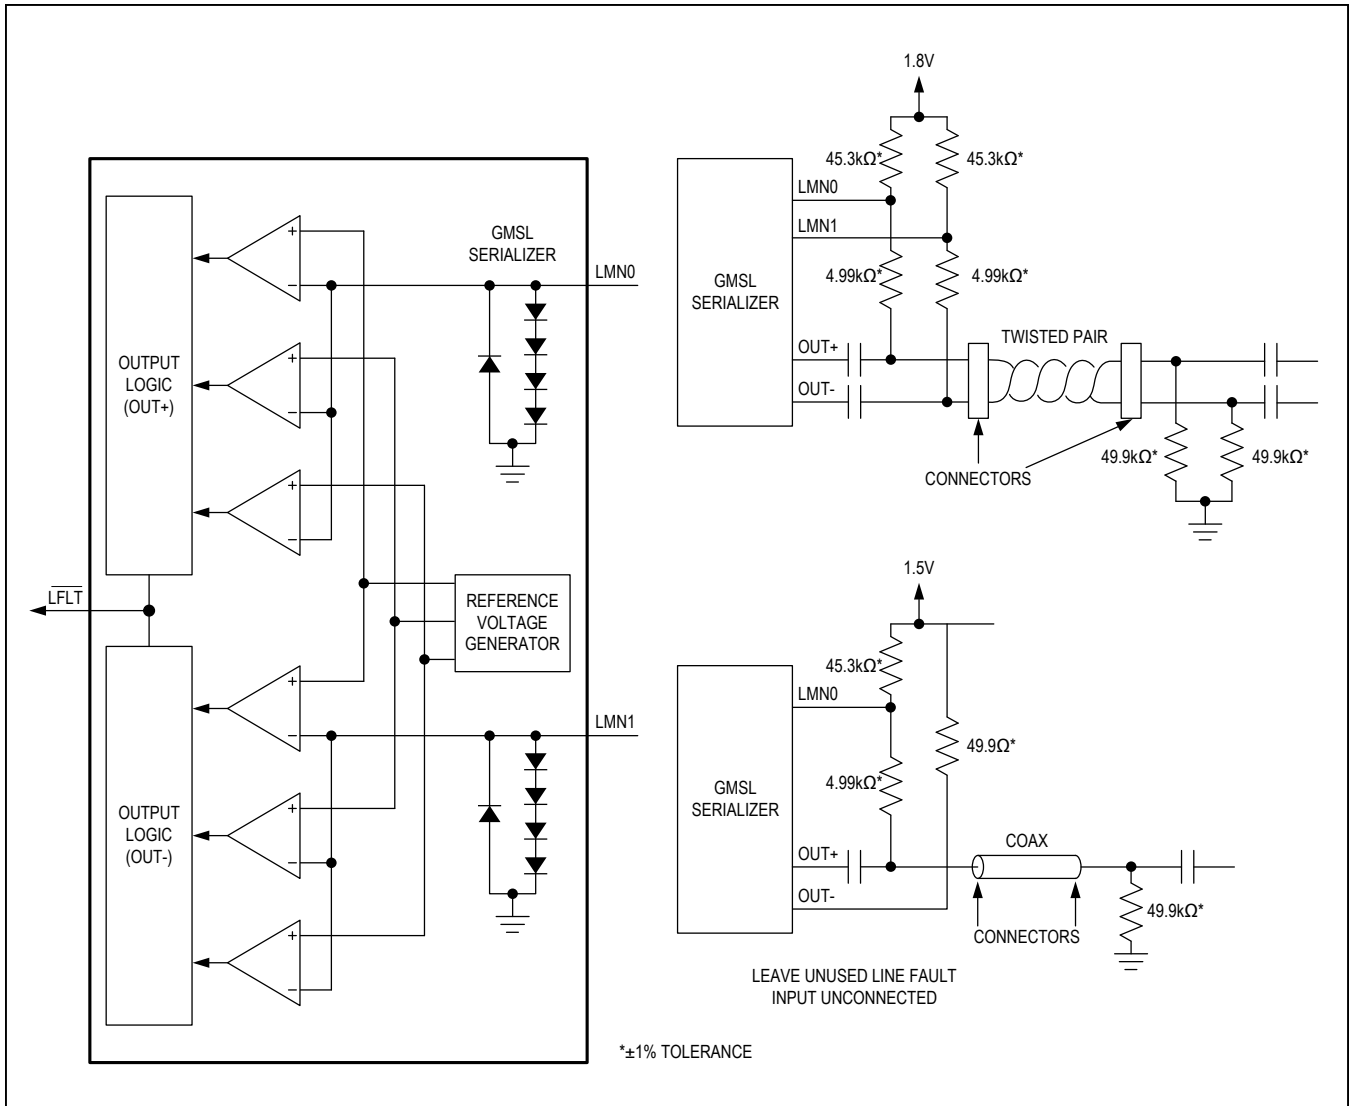 GMSL
SERIALIZER
LMN0
+
−
+
−
OUTPUT
LOGIC
(OUT+)
+
−
LFLT
REFERENCE
VOLTAGE
GENERATOR
+
−
LMN1
+
−
OUTPUT
LOGIC
(OUT-)
+
−
1.8V
45.3kΩ*
45.3kΩ*
LMN0
LMN1
4.99kΩ*
4.99kΩ*
GMSL
SERIALIZER
OUT+
OUT-
TWISTED PAIR
CONNECTORS
49.9kΩ*
49.9kΩ*
1.5V
45.3kΩ*
LMN0
49.9Ω*
4.99kΩ*
GMSL
SERIALIZER
OUT+
OUT-
COAX
CONNECTORS
49.9kΩ*
LEAVE UNUSED LINE FAULT
INPUT UNCONNECTED
*±1% TOLERANCE